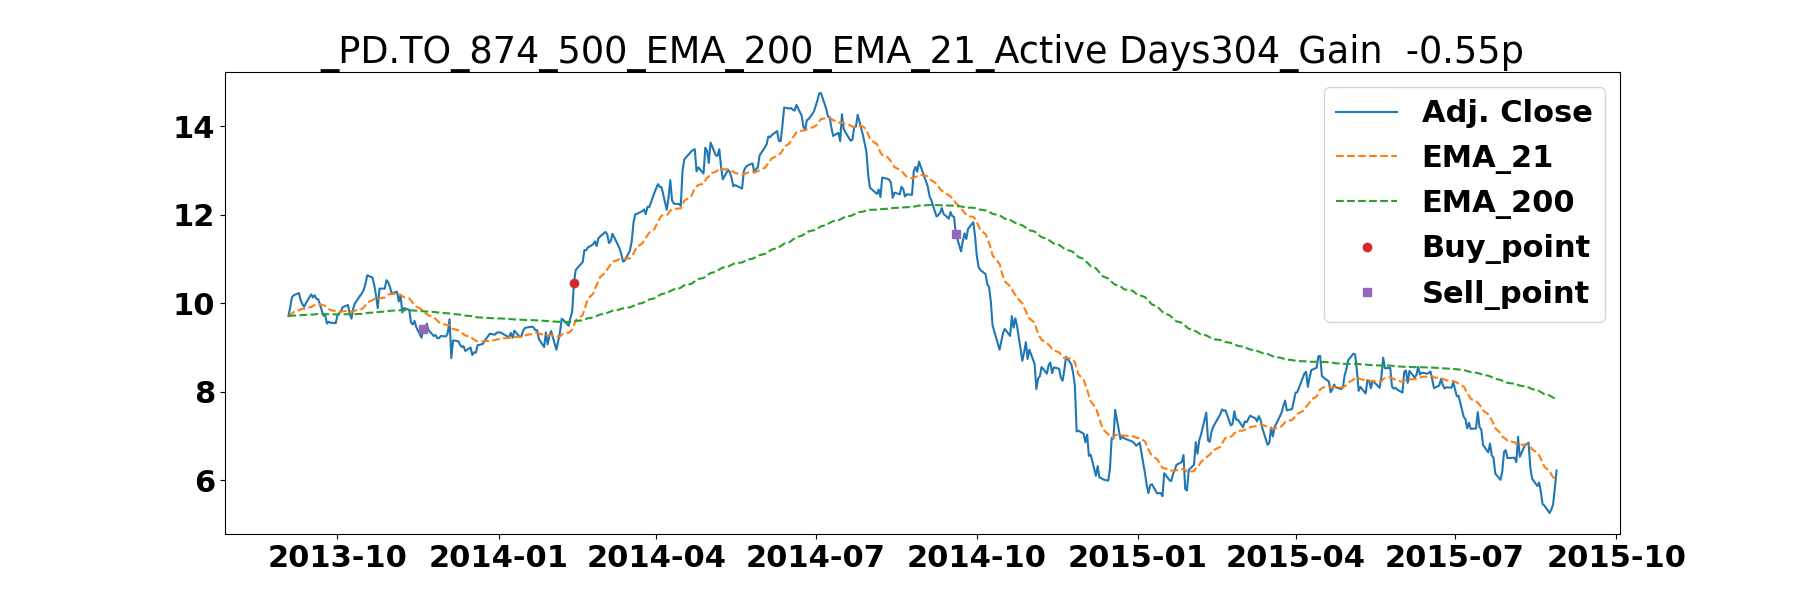 _PD.TO_874_500_EMA_200_EMA_21_Active Days304_Gain  -0.55p
Adj. Close
EMA_21
EMA_200
Buy_point
Sell_point
14
12
10
8
6
2013-10 2014-01 2014-04 2014-07 2014-10 2015-01 2015-04 2015-07 2015-10